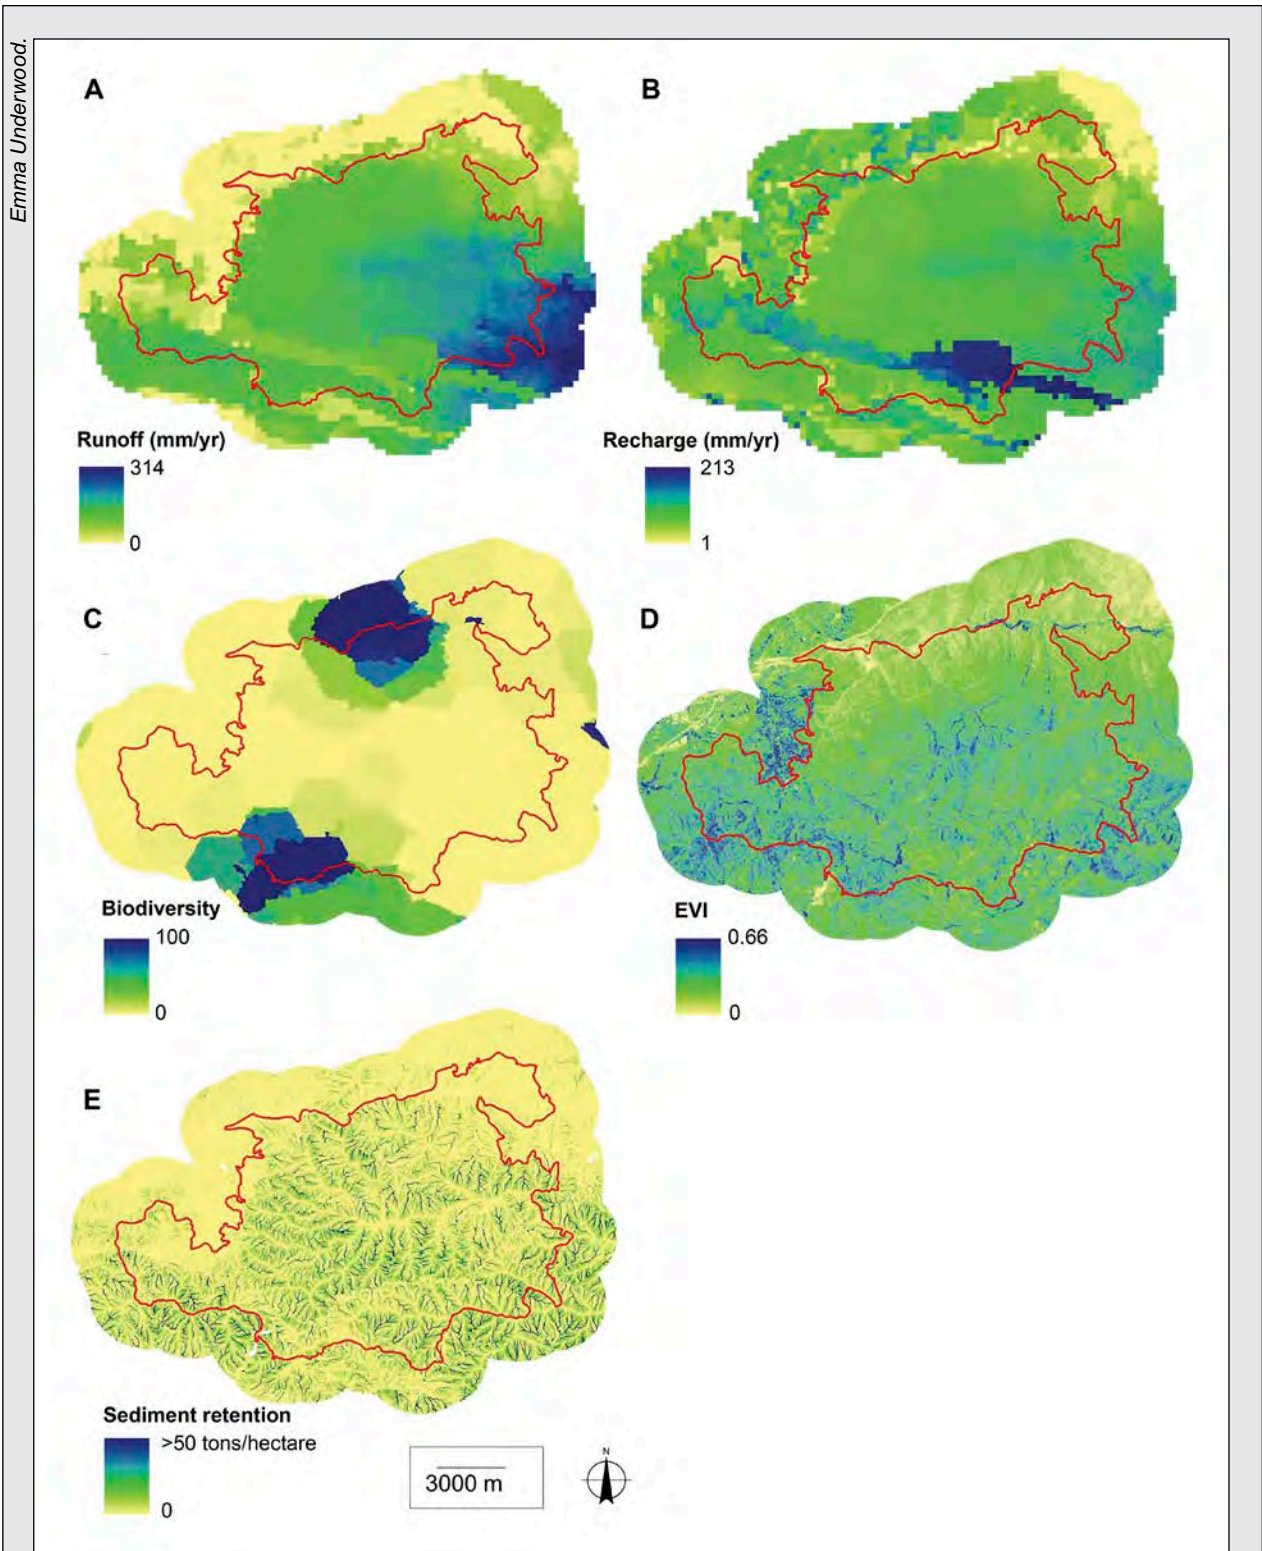 Emma Underwood.
A
B
Runoff (mm/yr)
314
0
Recharge (mm/yr)
213
1
C
D
Biodiversity
100
0
EVI
0.66
0
E
Sediment retention
>50 tons/hectare
0
3000 m
N